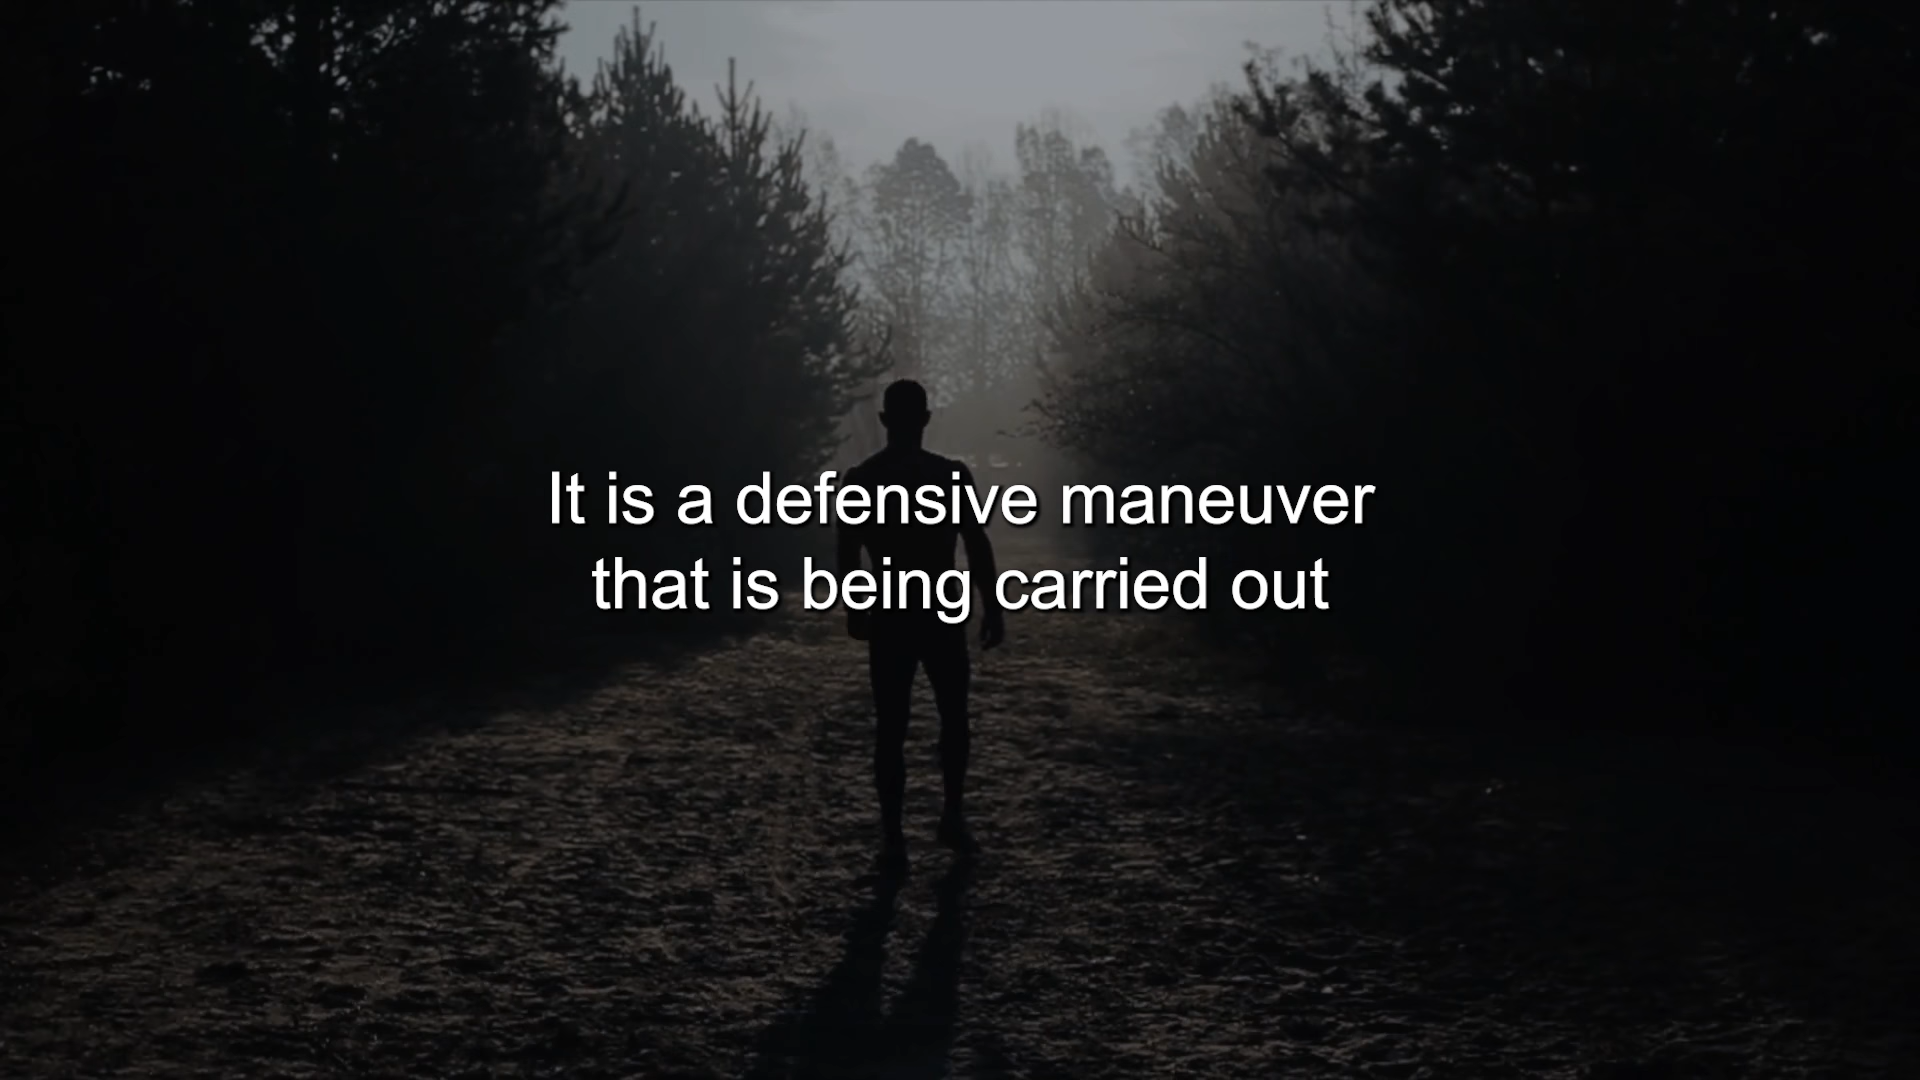 It is a defensive maneuver
that is being carried out